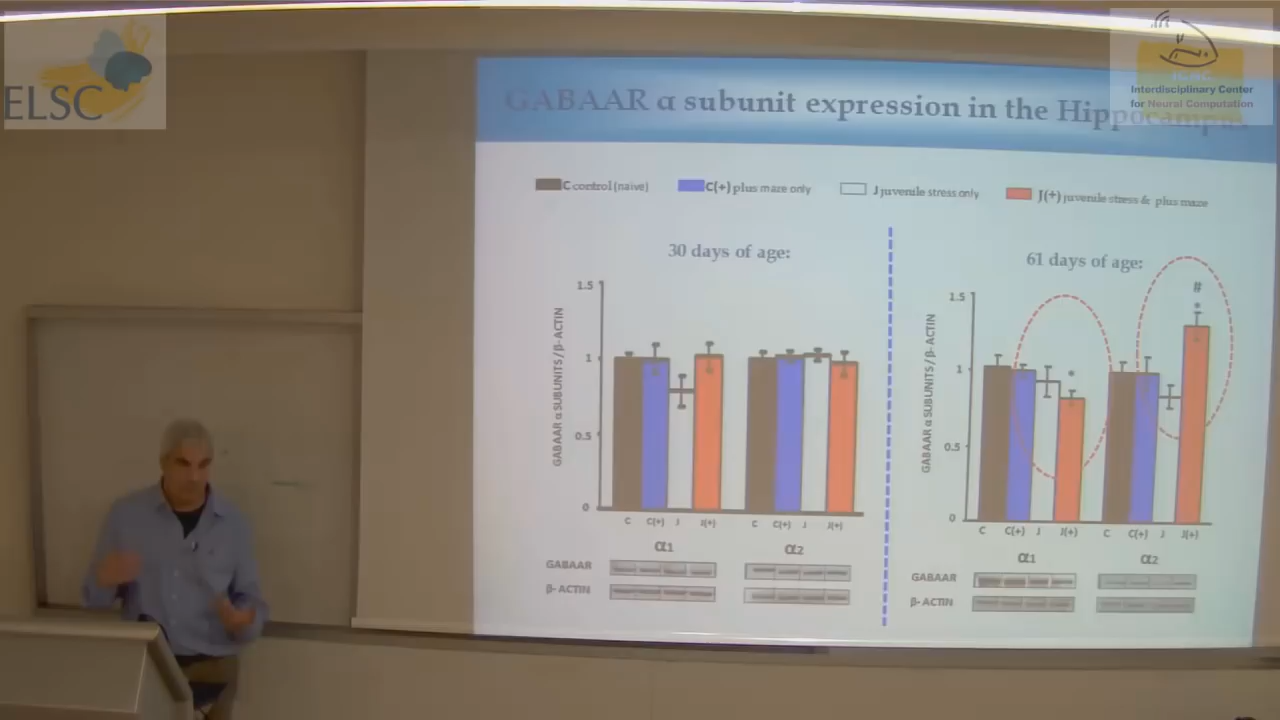 ELSC
ICNC
Interdisciplinary Center
for Neural Computation
GABAAR α subunit expression in the Hippocampus
C control (naive)
C(+) plus maze only
J juvenile stress only
J(+) juvenile stress & plus maze
30 days of age:
GABAAR α SUBUNITS / β- ACTIN
1.5
1
0.5
0
C C(+) J J(+) C C(+) J J(+)
α1 α2
GABAAR
β- ACTIN
61 days of age:
GABAAR α SUBUNITS / β- ACTIN
1.5
1
0.5
0
*
#
*
C C(+) J J(+) C C(+) J J(+)
α1 α2
GABAAR
β- ACTIN